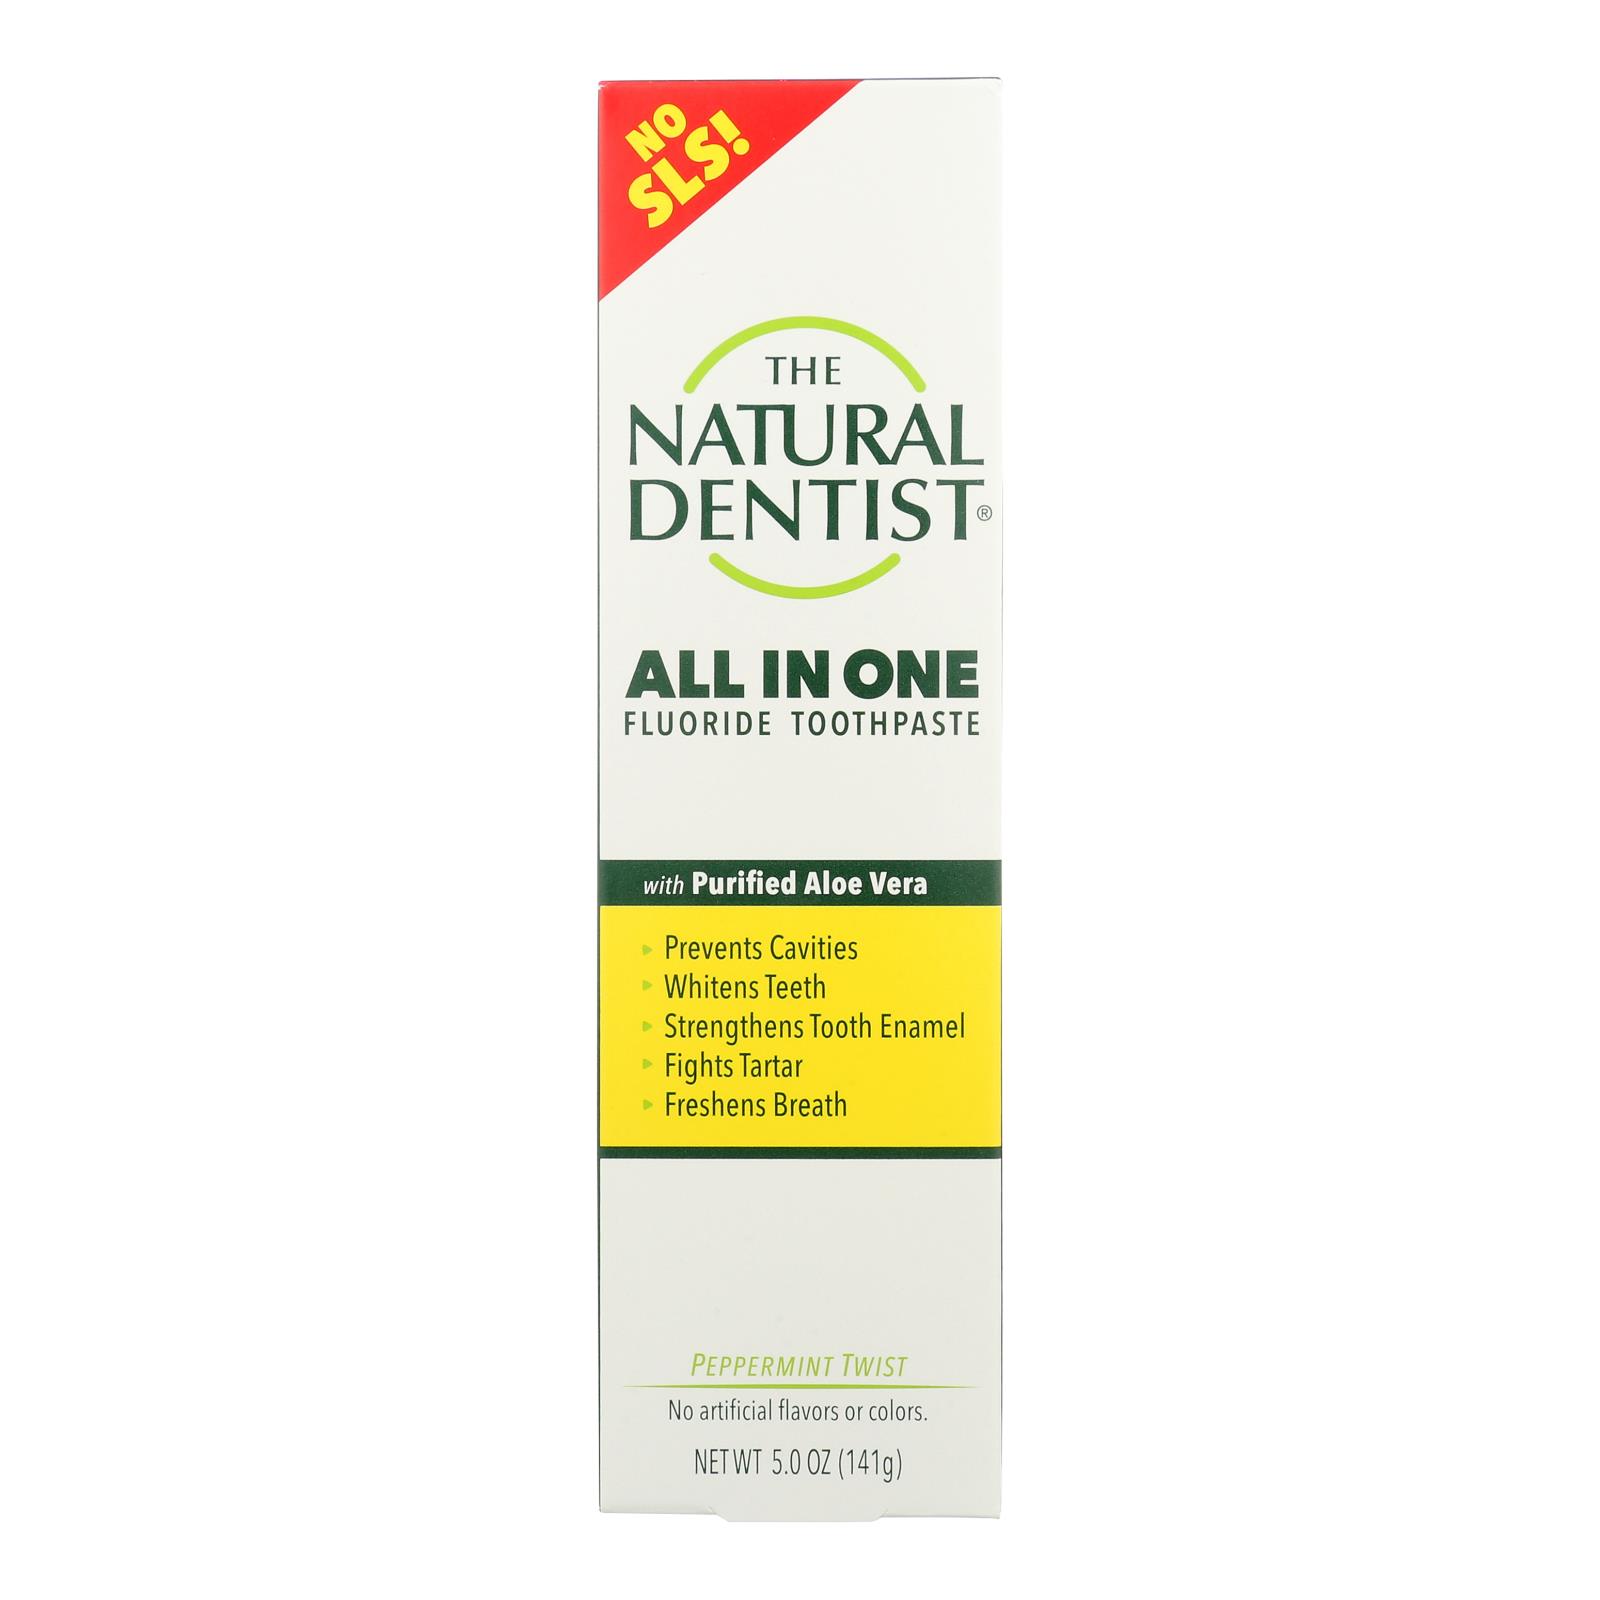 NO
SLS!
THE
NATURAL
DENTIST®
ALL IN ONE
FLUORIDE TOOTHPASTE
with Purified Aloe Vera
Prevents Cavities
Whitens Teeth
Strengthens Tooth Enamel
Fights Tartar
Freshens Breath
PEPPERMINT TWIST
No artificial flavors or colors.
NET WT 5.0 OZ (141g)